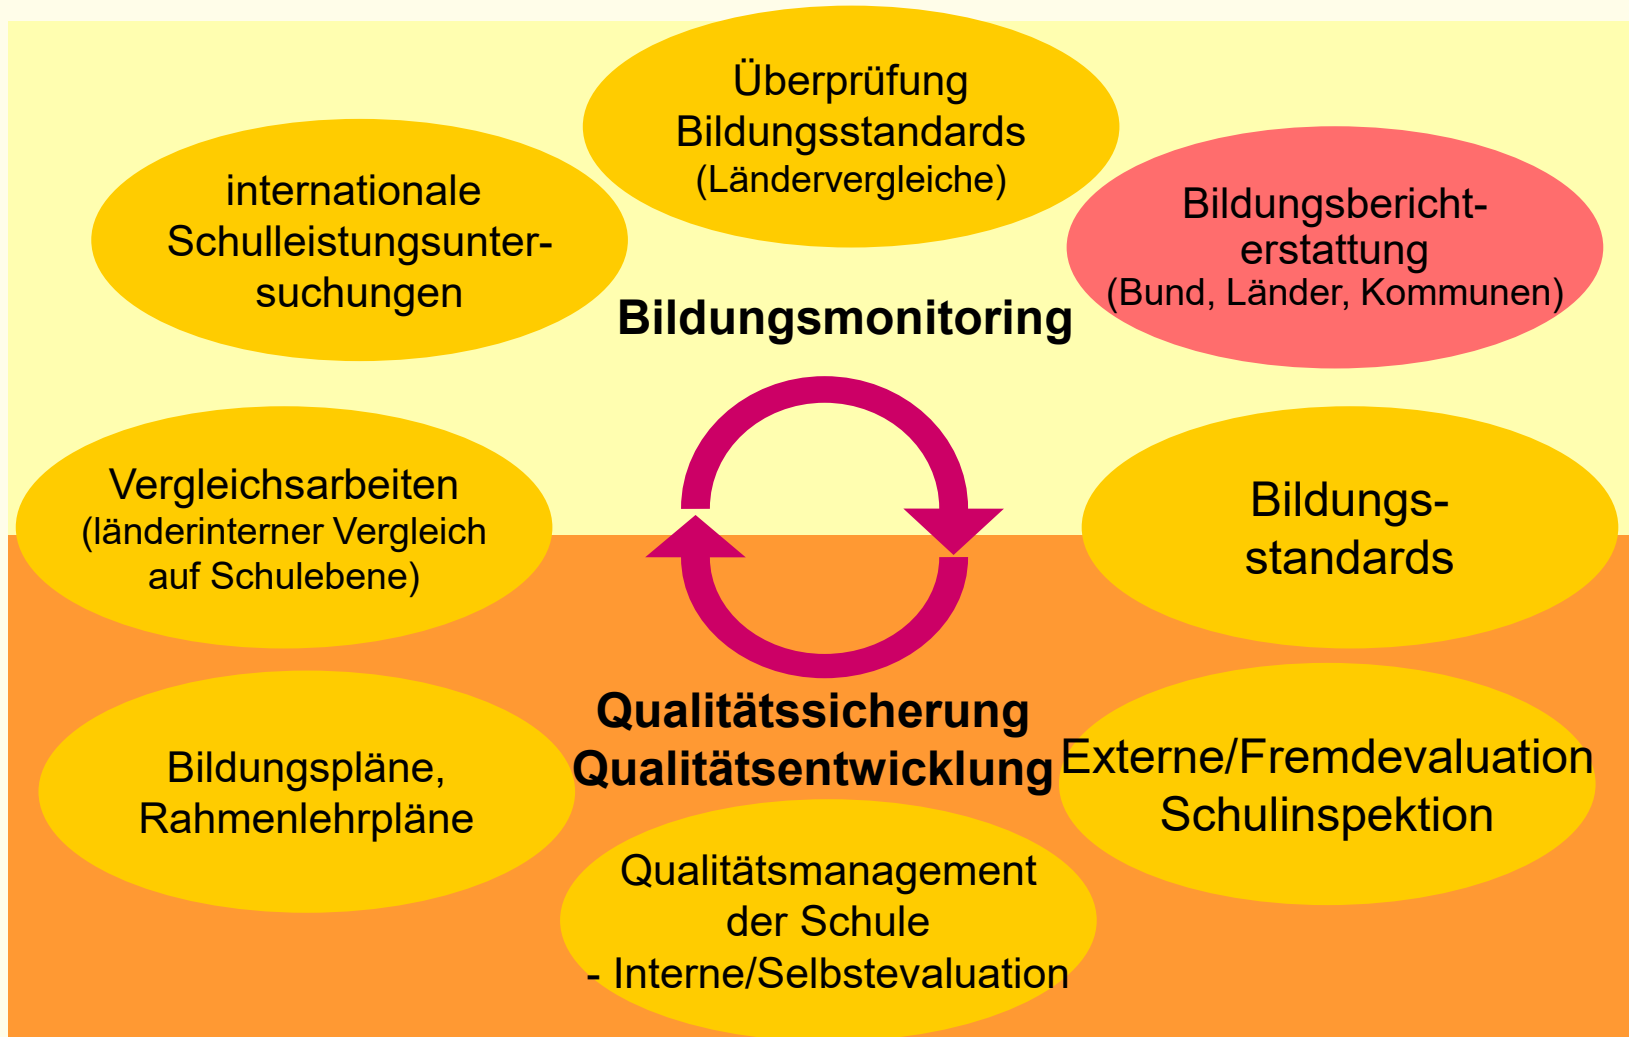 Überprüfung
Bildungsstandards
(Ländervergleiche)
internationale
Schulleistungsunter-
suchungen
Bildungsbericht-
erstattung
(Bund, Länder, Kommunen)
Bildungsmonitoring
Vergleichsarbeiten
(länderinterner Vergleich
auf Schulebene)
Bildungs-
standards
Qualitätssicherung
Qualitätsentwicklung
Bildungspläne,
Rahmenlehrpläne
Externe/Fremdevaluation
Schulinspektion
Qualitätsmanagement
der Schule
- Interne/Selbstevaluation